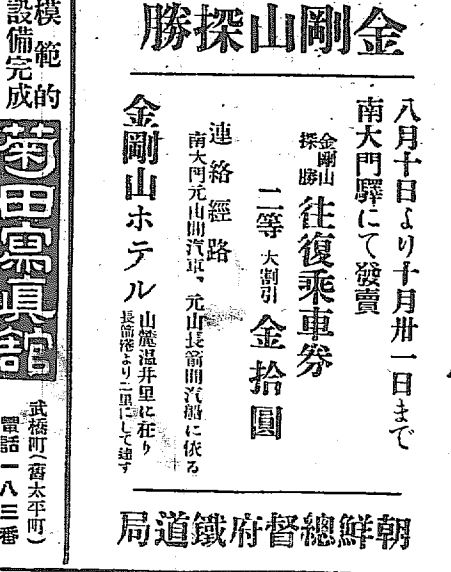 金剛山探勝
八月十日より十月卅一日まで
南大門驛にて發賣
金剛山
探勝
往復乘車券
二等 大割引 金拾圓
連絡經路
南大門元山間汽車、元山長箭間汽船に依る
金剛山ホテル
山麓溫井里に在り
長箭港より二里にして達す
朝鮮總督府鐵道局
模範的
設備完成
菊田寫眞館
武橋町(舊太平町)
電話一八三番